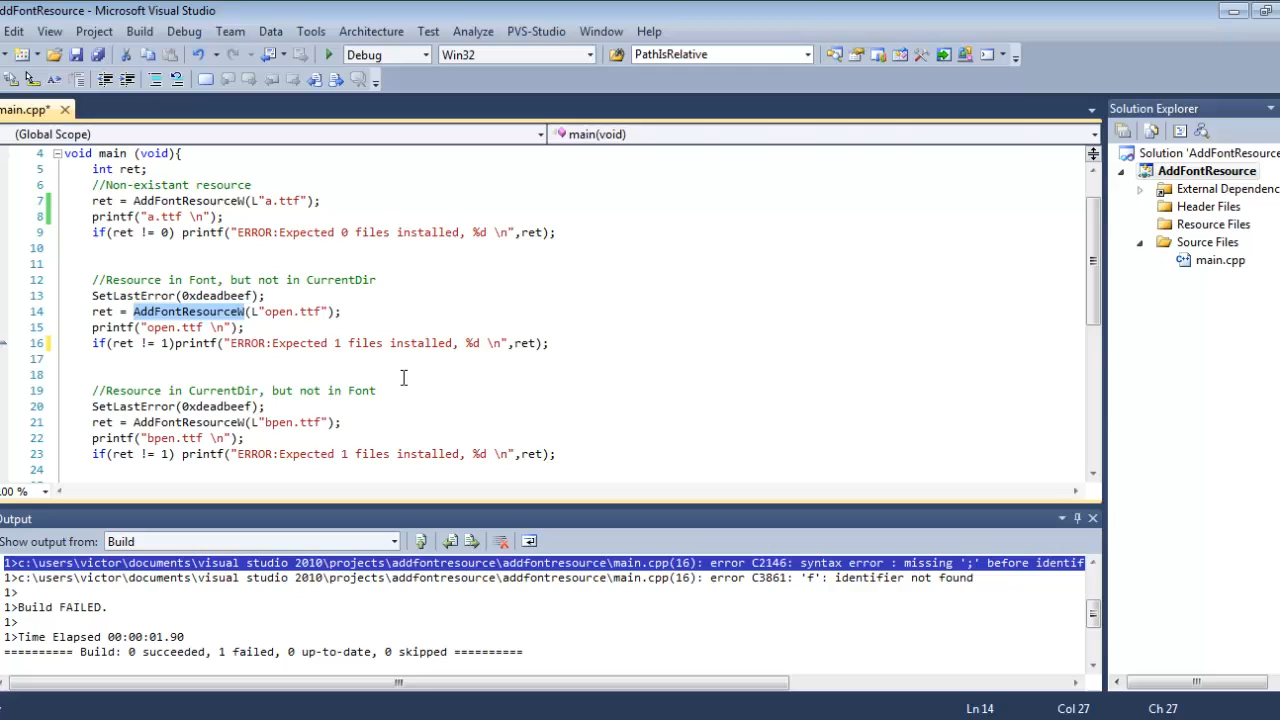 AddFontResource - Microsoft Visual Studio
Edit View Project Build Debug Team Data Tools Architecture Test Analyze PVS-Studio Window Help
Debug Win32 PathIsRelative
main.cpp*
(Global Scope) main(void)
4 void main (void){
5 int ret;
6 //Non-existant resource
7 ret = AddFontResourceW(L"a.ttf");
8 printf("a.ttf \n");
9 if(ret != 0) printf("ERROR:Expected 0 files installed, %d \n",ret);
10
11
12 //Resource in Font, but not in CurrentDir
13 SetLastError(0xdeadbeef);
14 ret = AddFontResourceW(L"open.ttf");
15 printf("open.ttf \n");
16 if(ret != 1)printf("ERROR:Expected 1 files installed, %d \n",ret);
17
18
19 //Resource in CurrentDir, but not in Font
20 SetLastError(0xdeadbeef);
21 ret = AddFontResourceW(L"bpen.ttf");
22 printf("bpen.ttf \n");
23 if(ret != 1) printf("ERROR:Expected 1 files installed, %d \n",ret);
24
00 %
Solution Explorer
Solution 'AddFontResource
AddFontResource
External Dependenc
Header Files
Resource Files
Source Files
main.cpp
Output
Show output from: Build
1>c:\users\victor\documents\visual studio 2010\projects\addfontresource\addfontresource\main.cpp(16): error C2146: syntax error : missing ';' before identif
1>c:\users\victor\documents\visual studio 2010\projects\addfontresource\addfontresource\main.cpp(16): error C3861: 'f': identifier not found
1>
1>Build FAILED.
1>
1>Time Elapsed 00:00:01.90
========== Build: 0 succeeded, 1 failed, 0 up-to-date, 0 skipped ==========
Ln 14 Col 27 Ch 27